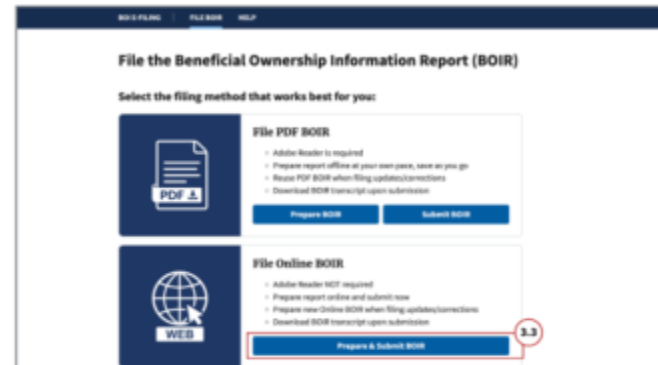 BOI E-FILING | FILE BOIR HELP
File the Beneficial Ownership Information Report (BOIR)
Select the filing method that works best for you:
File PDF BOIR
Adobe Reader is required
Prepare report offline at your own pace, save as you go
Reuse PDF BOIR when filing updates/corrections
Download BOIR transcript upon submission
PDF
Prepare BOIR Submit BOIR
File Online BOIR
Adobe Reader NOT required
Prepare report online and submit now
Prepare new Online BOIR when filing updates/corrections
Download BOIR transcript upon submission
WEB
Prepare & Submit BOIR
3.3